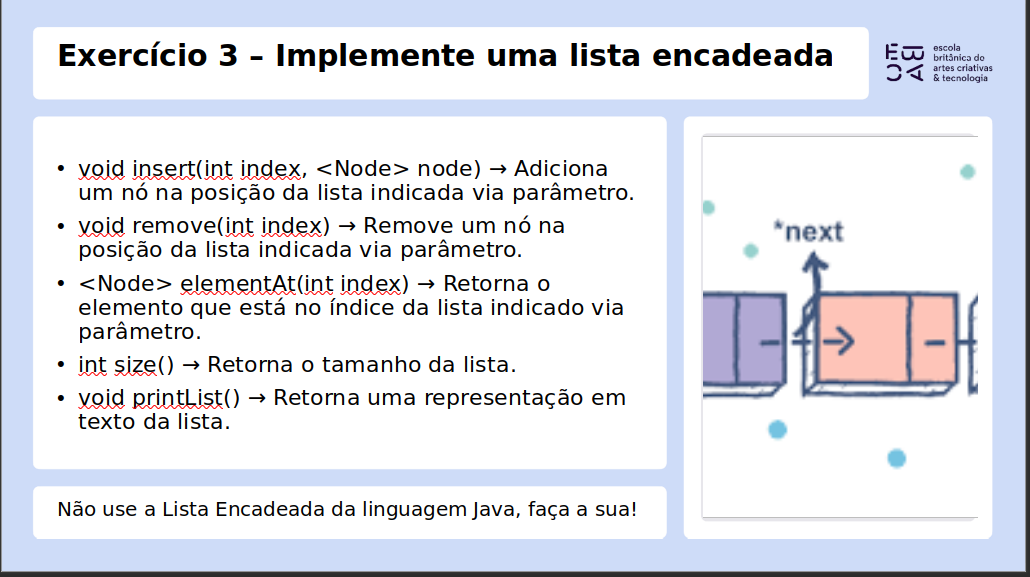 Exercício 3 – Implemente uma lista encadeada
escola
britânica de
artes criativas
& tecnologia
• void insert(int index, <Node> node) → Adiciona
um nó na posição da lista indicada via parâmetro.
• void remove(int index) → Remove um nó na
posição da lista indicada via parâmetro.
• <Node> elementAt(int index) → Retorna o
elemento que está no índice da lista indicado via
parâmetro.
• int size() → Retorna o tamanho da lista.
• void printList() → Retorna uma representação em
texto da lista.
*next
Não use a Lista Encadeada da linguagem Java, faça a sua!